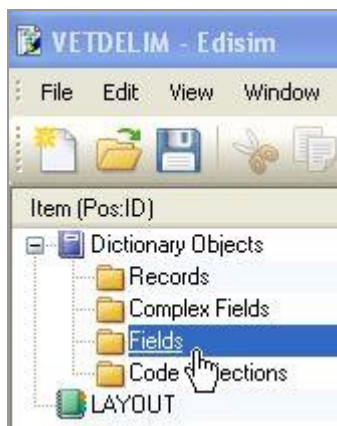 VETDELIM - Edisim
File Edit View Window
Item (Pos:ID)
Dictionary Objects
Records
Complex Fields
Fields
Code
LAYOUT